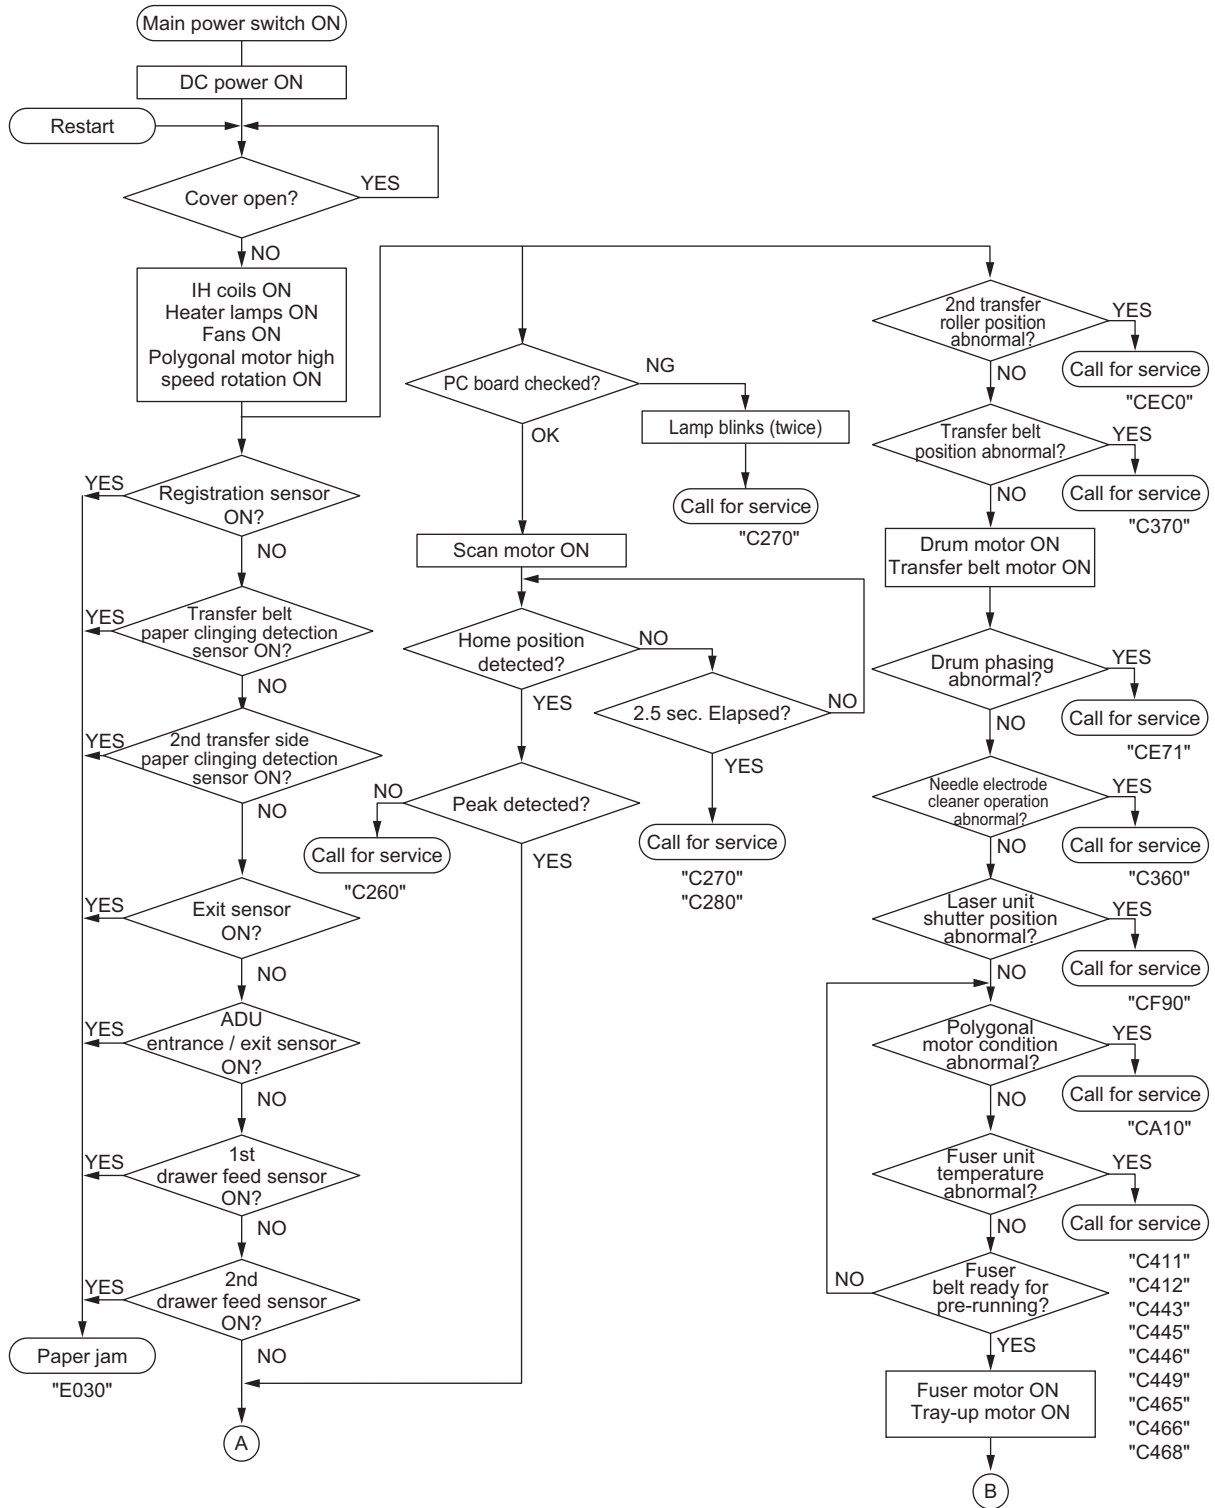 Main power switch ON
DC power ON
Restart
Cover open?
YES
NO
IH coils ON
Heater lamps ON
Fans ON
Polygonal motor high
speed rotation ON
Registration sensor
ON?
YES
NO
Transfer belt
paper clinging detection
sensor ON?
YES
NO
2nd transfer side
paper clinging detection
sensor ON?
YES
NO
Exit sensor
ON?
YES
NO
ADU
entrance / exit sensor
ON?
YES
NO
1st
drawer feed sensor
ON?
YES
NO
2nd
drawer feed sensor
ON?
YES
NO
Paper jam
"E030"
A
PC board checked?
NG
OK
Lamp blinks (twice)
Call for service
"C270"
Scan motor ON
Home position
detected?
NO
YES
2.5 sec. Elapsed?
NO
YES
Call for service
"C270"
"C280"
Peak detected?
NO
YES
Call for service
"C260"
2nd transfer
roller position
abnormal?
YES
NO
Call for service
"CEC0"
Transfer belt
position abnormal?
YES
NO
Call for service
"C370"
Drum motor ON
Transfer belt motor ON
Drum phasing
abnormal?
YES
NO
Call for service
"CE71"
Needle electrode
cleaner operation
abnormal?
YES
NO
Call for service
"C360"
Laser unit
shutter position
abnormal?
YES
NO
Call for service
"CF90"
Polygonal
motor condition
abnormal?
YES
NO
Call for service
"CA10"
Fuser unit
temperature
abnormal?
YES
NO
Call for service
"C411"
"C412"
"C443"
"C445"
"C446"
"C449"
"C465"
"C466"
"C468"
Fuser
belt ready for
pre-running?
NO
YES
Fuser motor ON
Tray-up motor ON
B